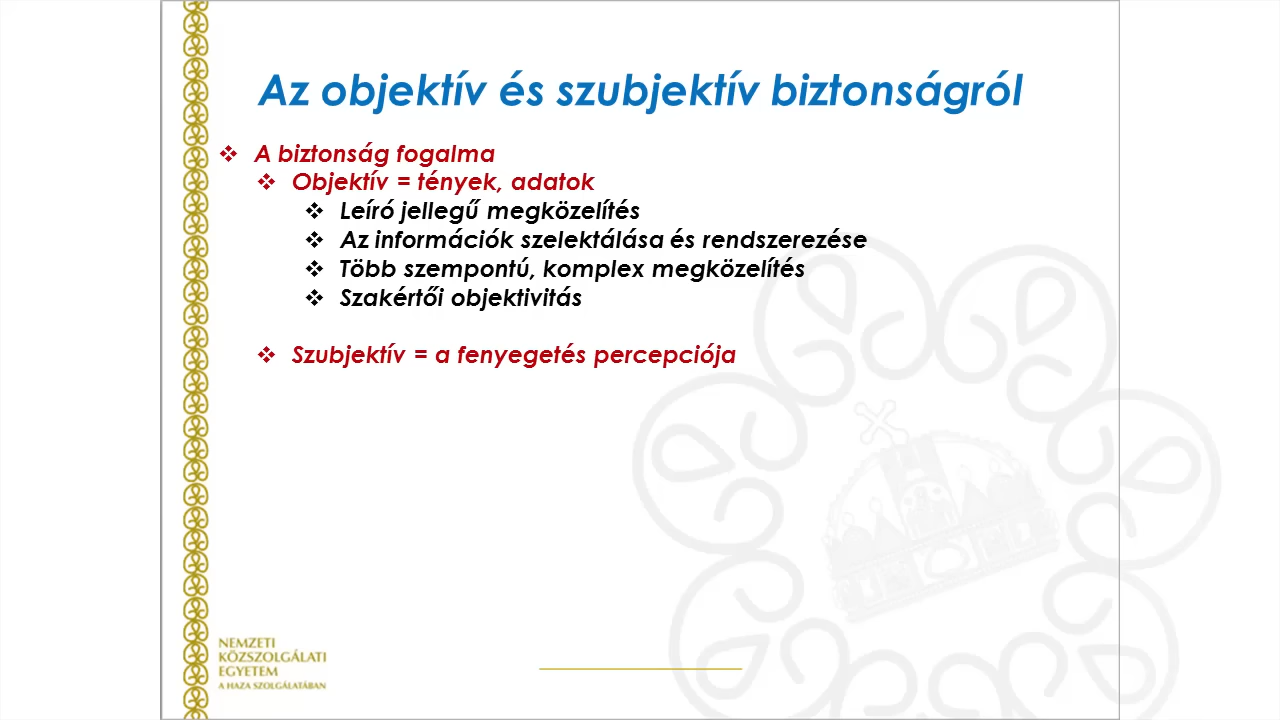 Az objektív és szubjektív biztonságról
❖ A biztonság fogalma
❖ Objektív = tények, adatok
❖ Leíró jellegű megközelítés
❖ Az információk szelektálása és rendszerezése
❖ Több szempontú, komplex megközelítés
❖ Szakértői objektivitás
❖ Szubjektív = a fenyegetés percepciója
NEMZETI
KÖZSZOLGÁLATI
EGYETEM
A HAZA SZOLGÁLATÁBAN